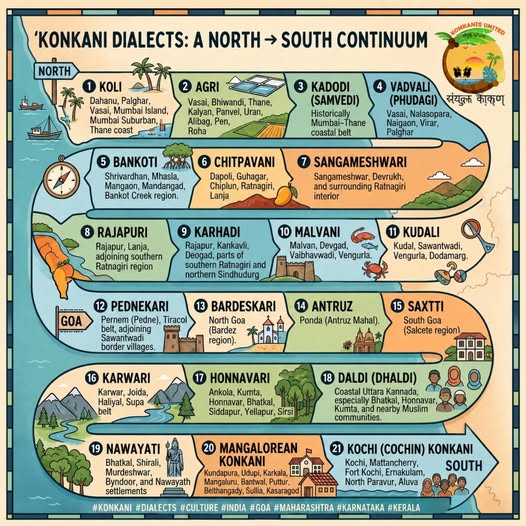 'KONKANI DIALECTS: A NORTH → SOUTH CONTINUUM
KONKANIS UNITED
संयुक्त कोंकण
NORTH
1 KOLI
Dahanu, Palghar,
Vasai, Mumbai Island,
Mumbai Suburban,
Thane coast
2 AGRI
Vasai, Bhiwandi, Thane,
Kalyan, Panvel, Uran,
Alibag, Pen,
Roha
3 KADODI
(SAMVEDI)
Historically
Mumbai–Thane
coastal belt
4 VADVALI
(PHUDAGI)
Vasai, Nalasopara,
Naigaon, Virar,
Palghar
5 BANKOTI
Shrivardhan, Mhasla,
Mangaon, Mandangad,
Bankot Creek region.
6 CHITPAVANI
Dapoli, Guhagar,
Chiplun, Ratnagiri,
Lanja
7 SANGAMESHWARI
Sangameshwar, Devrukh,
and surrounding Ratnagiri
interior
8 RAJAPURI
Rajapur, Lanja,
adjoining southern
Ratnagiri region
9 KARHADI
Rajapur, Kankavli,
Deogad, parts of
southern Ratnagiri and
northern Sindhudurg
10 MALVANI
Malvan, Devgad,
Vaibhavwadi, Vengurla.
11 KUDALI
Kudal, Sawantwadi,
Vengurla, Dodamarg.
GOA
12 PEDNEKARI
Pernem (Pedne), Tiracol
belt, adjoining
Sawantwadi
border villages.
13 BARDESKARI
North Goa
(Bardez
region).
14 ANTRUZ
Ponda (Antruz Mahal).
15 SAXTTI
South Goa
(Salcete region)
16 KARWARI
Karwar, Joida,
Haliyal, Supa
belt
17 HONNAVARI
Ankola, Kumta,
Honnavar, Bhatkal,
Siddapur, Yellapur, Sirsi
18 DALDI (DHALDI)
Coastal Uttara Kannada,
especially Bhatkal, Honnavar,
Kumta, and nearby Muslim
communities.
19 NAWAYATI
Bhatkal, Shirali,
Murdeshwar,
Byndoor, and Nawayath
settlements
20 MANGALOREAN
KONKANI
Kundapura, Udupi, Karkala,
Mangaluru, Bantwal, Puttur,
Belthangady, Sullia, Kasaragod
21 KOCHI (COCHIN) KONKANI
Kochi, Mattancherry,
Fort Kochi, Ernakulam,
North Paravur, Aluva
SOUTH
#KONKANI #DIALECTS #CULTURE #INDIA #GOA #MAHARASHTRA #KARNATAKA #KERALA